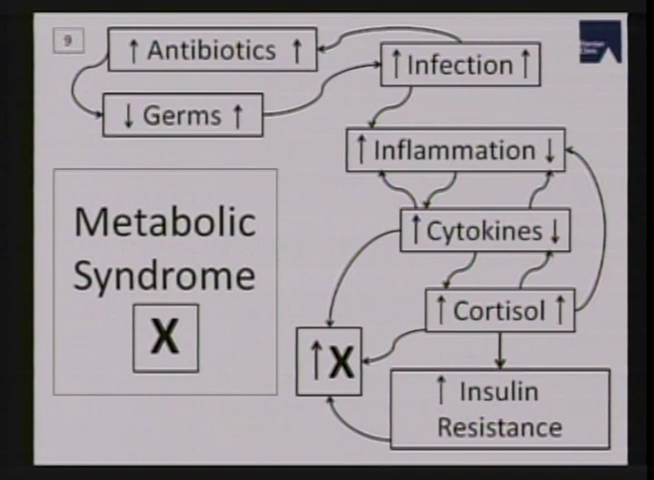 9
↑ Antibiotics ↑
↑ Infection ↑
↓ Germs ↑
↑ Inflammation ↓
Metabolic
Syndrome
X
↑ Cytokines ↓
↑ Cortisol ↑
↑ X
↑ Insulin
Resistance